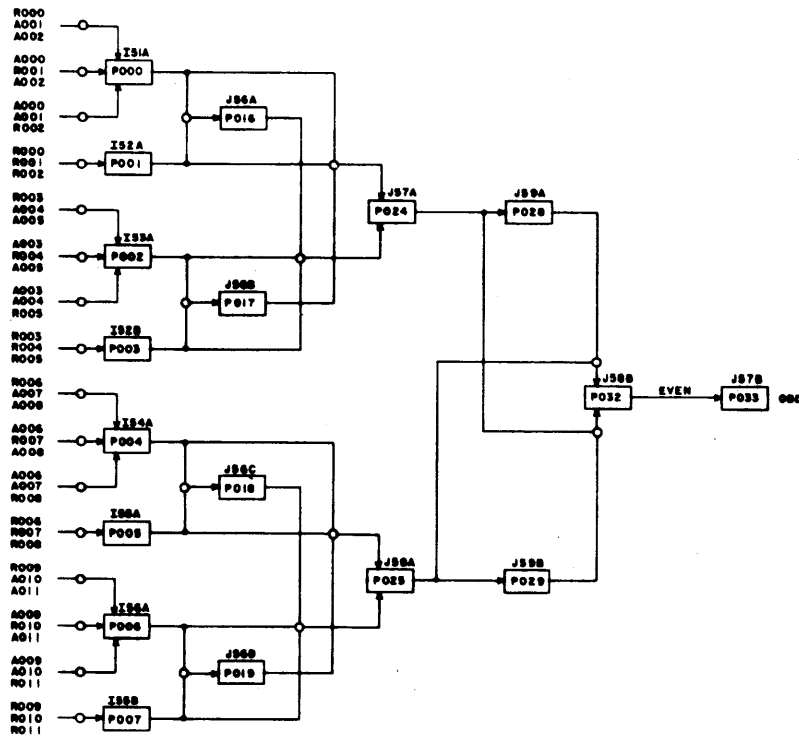 R000
A001
A002
I51A
P000
A000
R001
A002
J56A
P016
A000
A001
R002
I52A
P001
R000
R001
R002
J57A
P024
J59A
P028
R003
A004
A005
I53A
P002
A003
R004
A005
P017
A003
A004
R005
I52B
P003
R003
R004
R005
P032
EVEN
J57B
P033
R006
A007
A008
I54A
P004
A006
R007
A008
J56C
P018
A006
A007
R008
P005
R006
R007
R008
P025
J59B
P029
R009
A010
A011
P006
A009
R010
A011
P019
A009
A010
R011
P007
R009
R010
R011